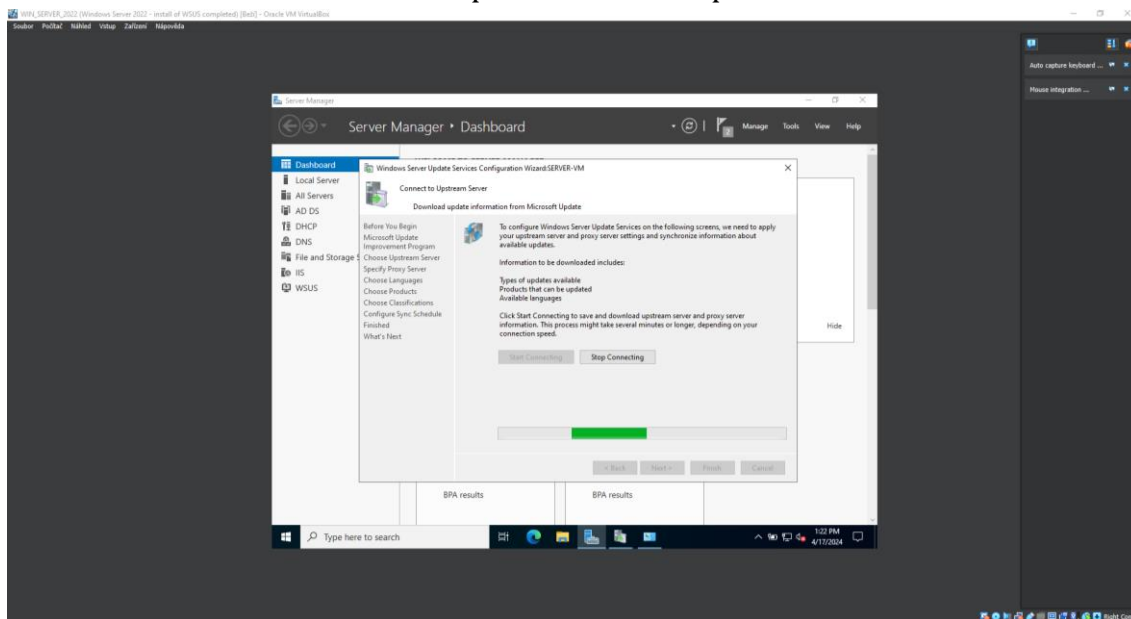 WIN_SERVER_2022 (Windows Server 2022 - install of WSUS completed) [Beží] - Oracle VM VirtualBox
Soubor Počítač Náhled Vstup Zařízení Nápověda
Auto capture keyboard ...
Mouse integration ...
Server Manager
Server Manager • Dashboard
2
Manage Tools View Help
Dashboard
Local Server
All Servers
AD DS
DHCP
DNS
File and Storage S
IIS
WSUS
Windows Server Update Services Configuration Wizard:SERVER-VM
Connect to Upstream Server
Download update information from Microsoft Update
Before You Begin
Microsoft Update
Improvement Program
Choose Upstream Server
Specify Proxy Server
Choose Languages
Choose Products
Choose Classifications
Configure Sync Schedule
Finished
What's Next
To configure Windows Server Update Services on the following screens, we need to apply
your upstream server and proxy server settings and synchronize information about
available updates.
Information to be downloaded includes:
Types of updates available
Products that can be updated
Available languages
Click Start Connecting to save and download upstream server and proxy server
information. This process might take several minutes or longer, depending on your
connection speed.
Start Connecting Stop Connecting
< Back Next > Finish Cancel
Hide
BPA results BPA results
Type here to search
1:22 PM
4/17/2024
Right Con